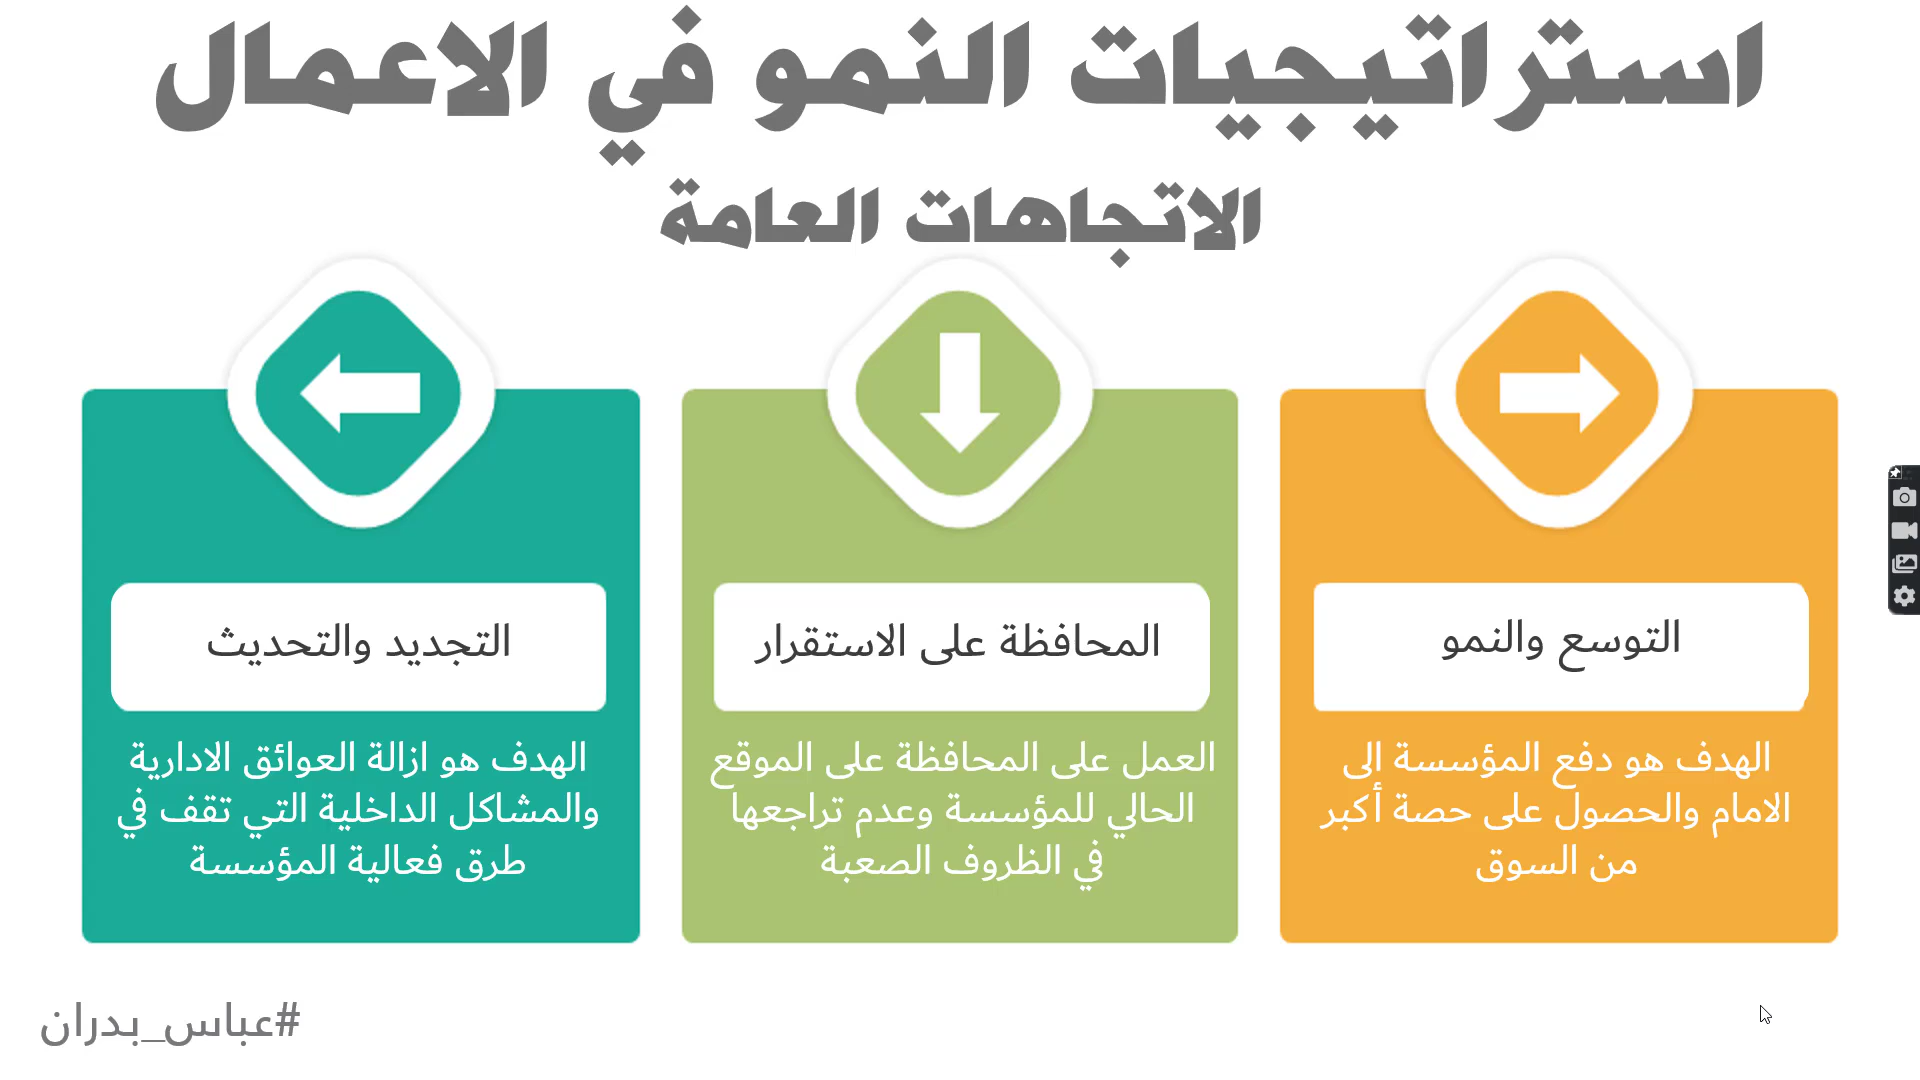 استراتيجيات النمو في الاعمال
الاتجاهات العامة
التوسع والنمو
الهدف هو دفع المؤسسة الى
الامام والحصول على حصة أكبر
من السوق
المحافظة على الاستقرار
العمل على المحافظة على الموقع
الحالي للمؤسسة وعدم تراجعها
في الظروف الصعبة
التجديد والتحديث
الهدف هو ازالة العوائق الادارية
والمشاكل الداخلية التي تقف في
طرق فعالية المؤسسة
#عباس_بدران